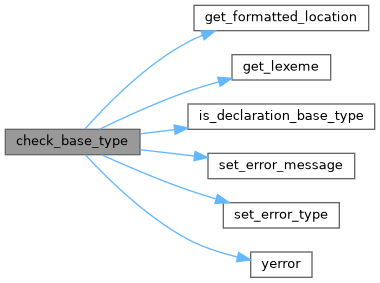 get_formatted_location
get_lexeme
is_declaration_base_type
check_base_type
set_error_message
set_error_type
yerror